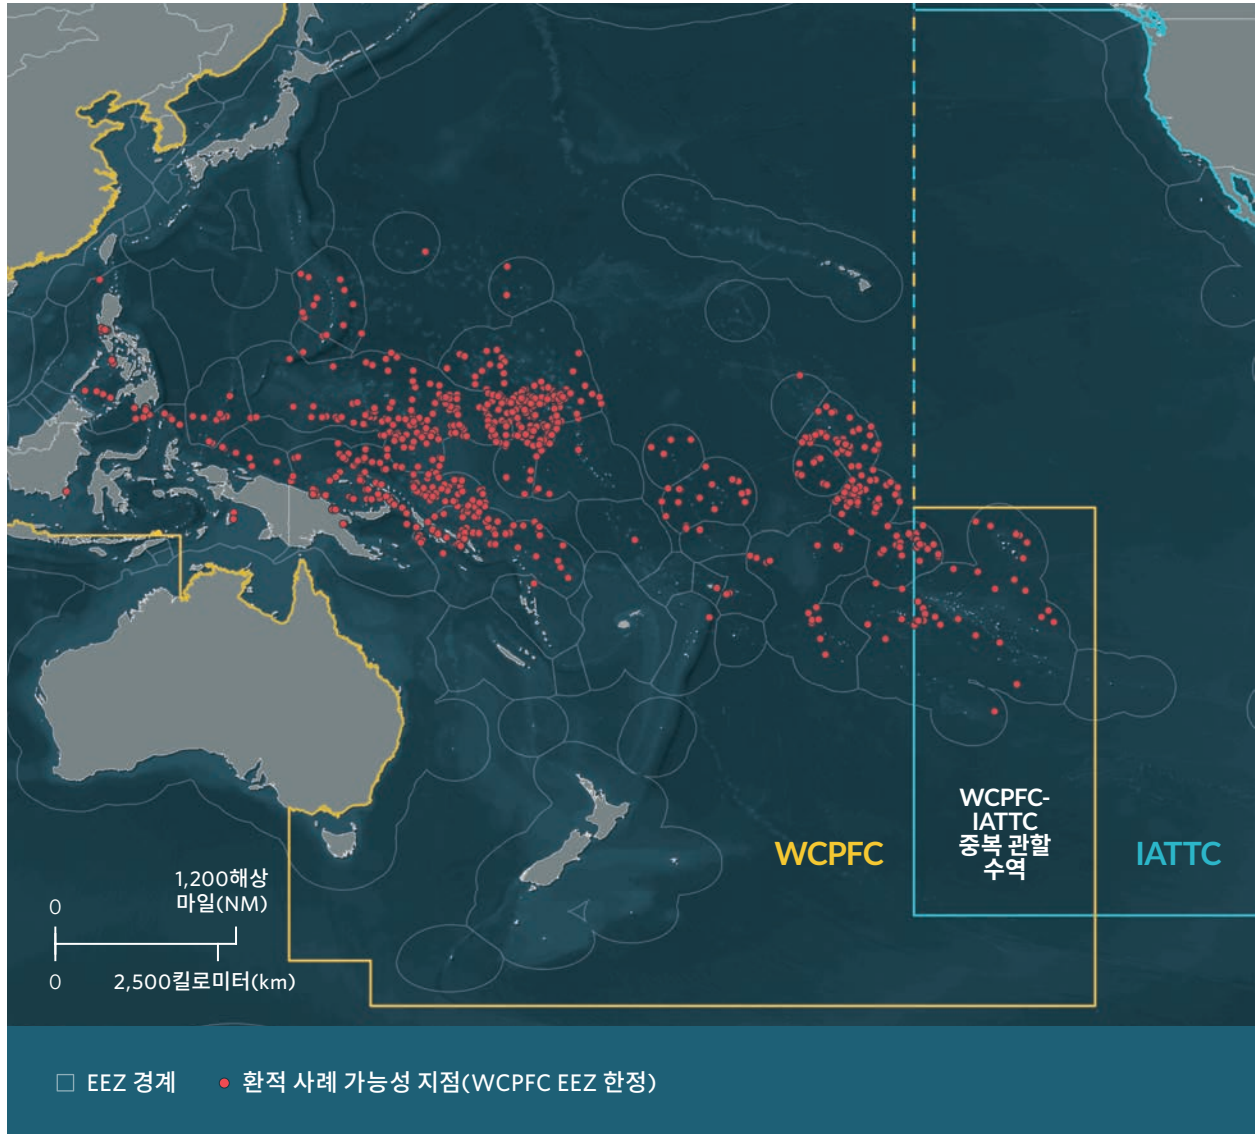 WCPFC
WCPFC-
IATTC
중복 관할
수역
IATTC
0
1,200해상
마일(NM)
0
2,500킬로미터(km)
EEZ 경계
환적 사례 가능성 지점(WCPFC EEZ 한정)